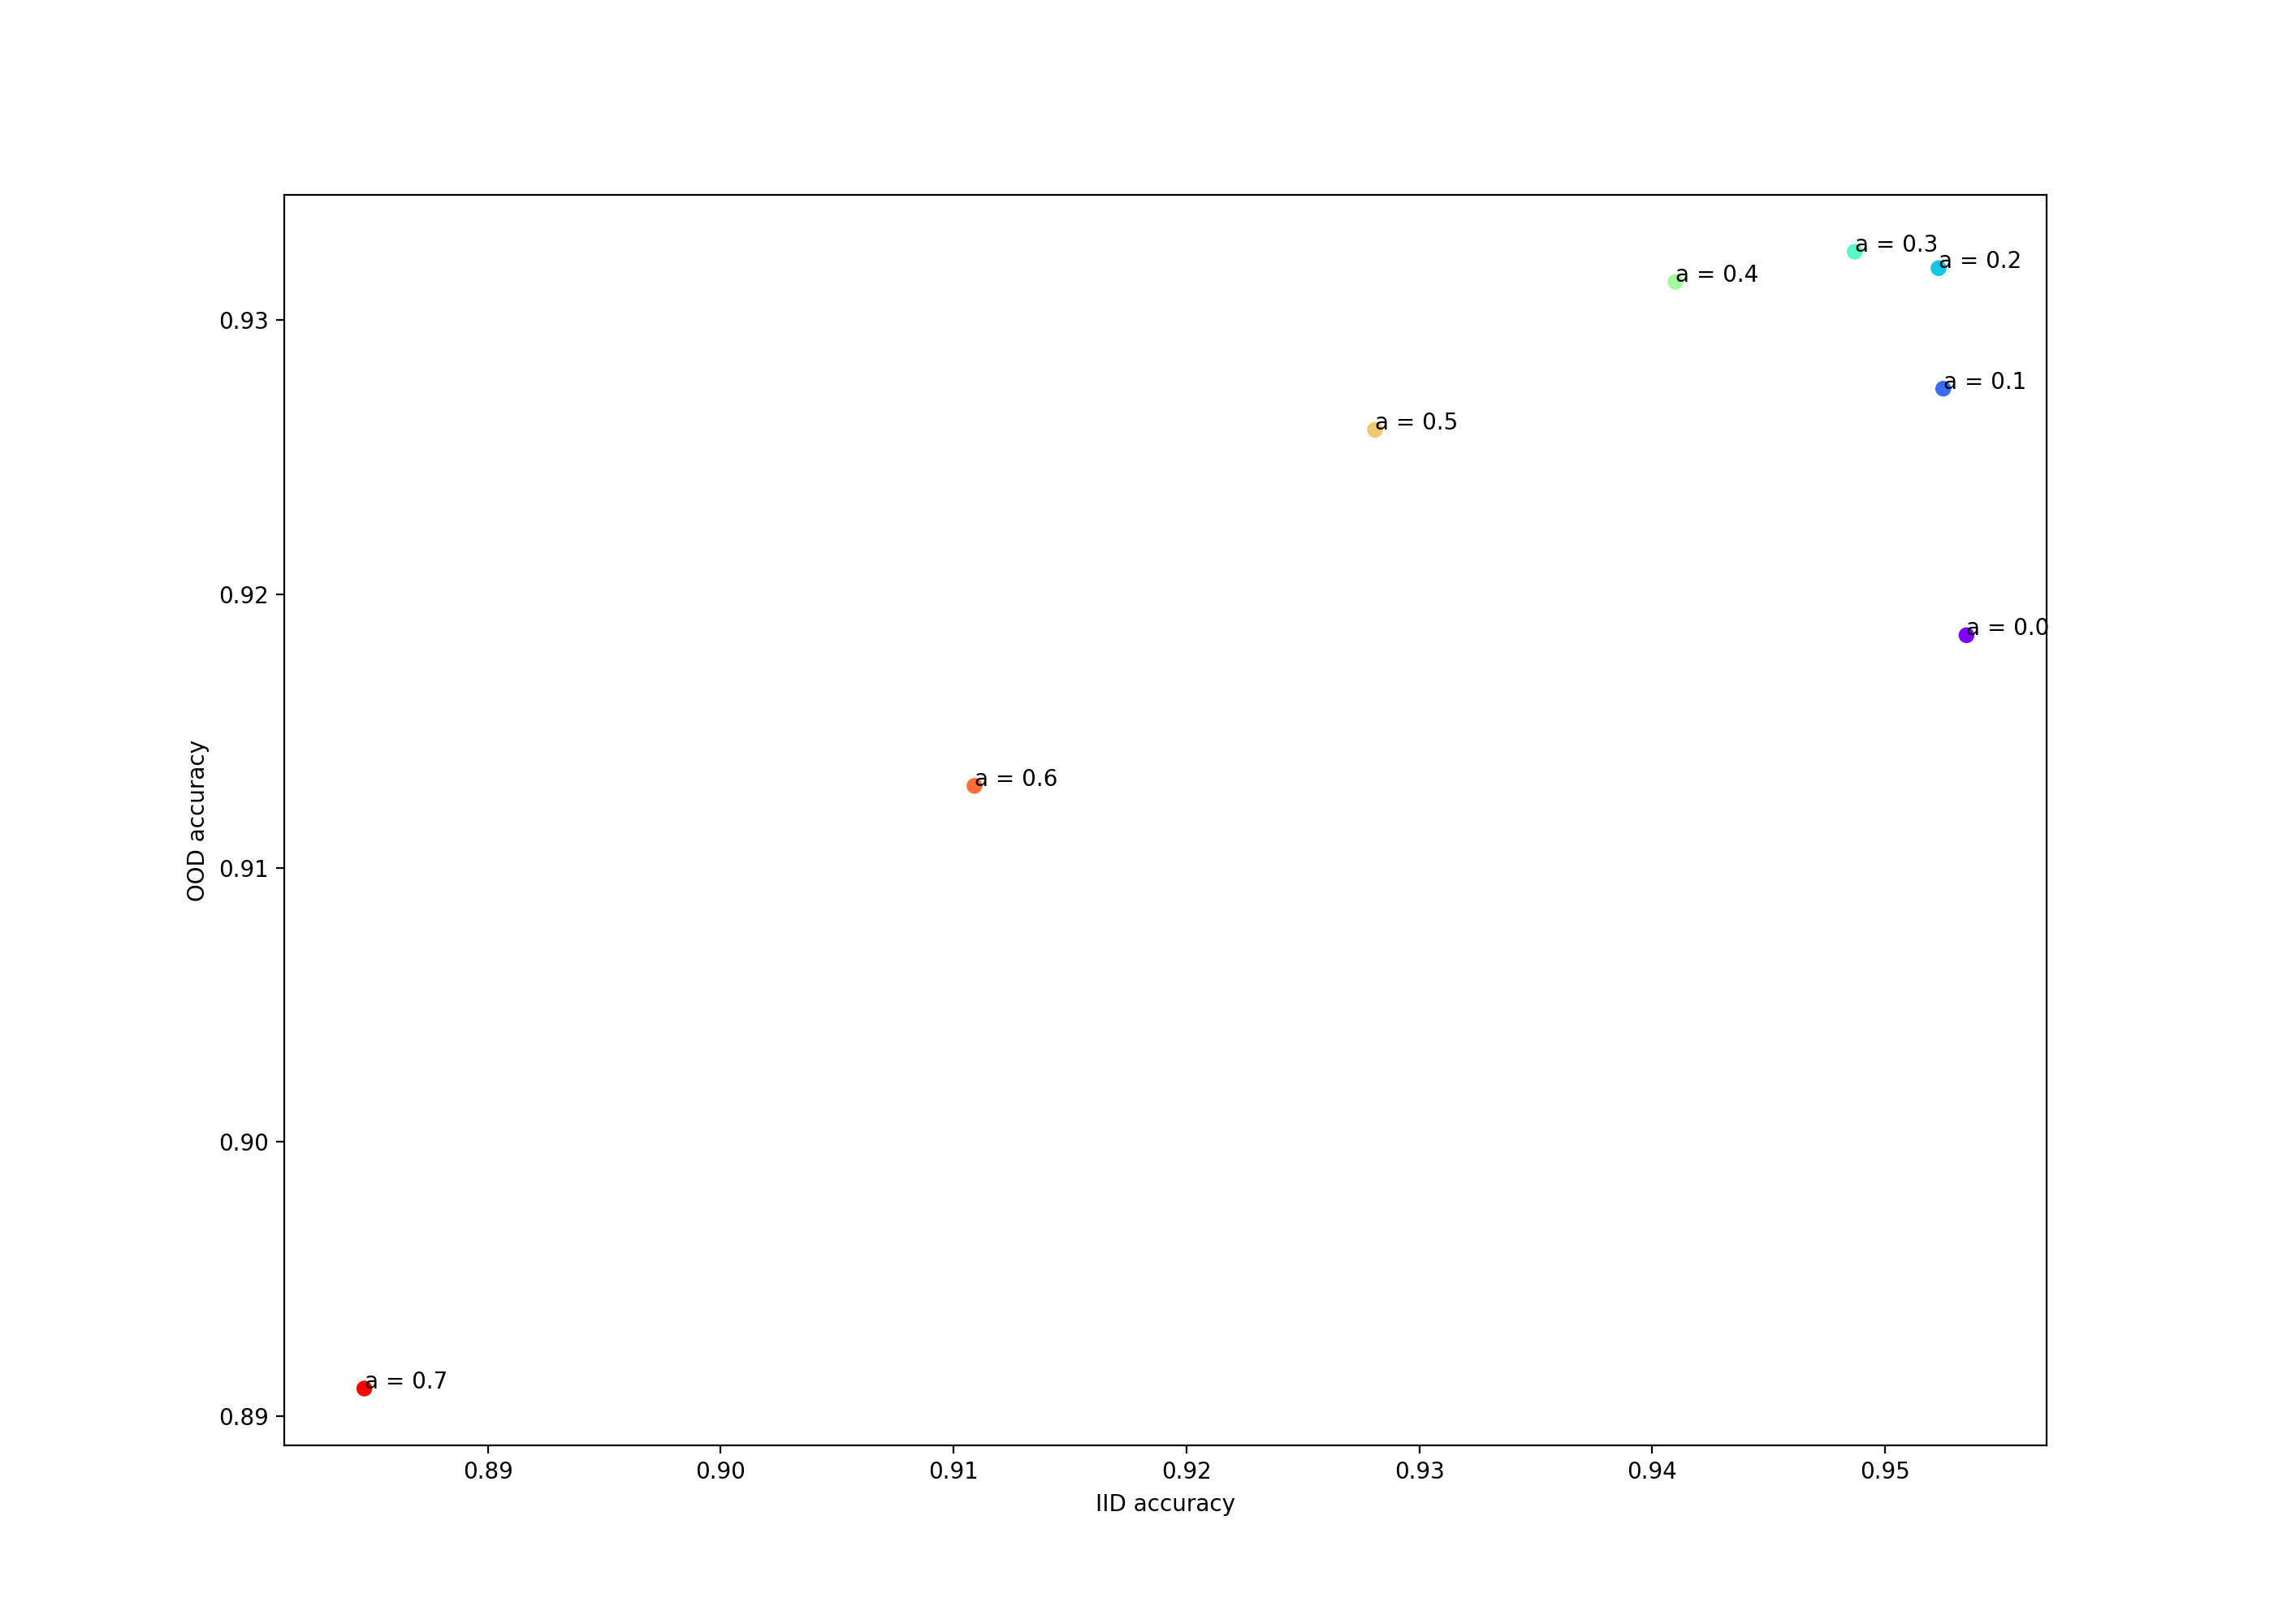 a = 0.3
a = 0.2
a = 0.4
0.93
a = 0.1
a = 0.5
0.92
a = 0.0
a = 0.6
OOD accuracy
0.91
0.90
a = 0.7
0.89
0.89 0.90 0.91 0.92 0.93 0.94 0.95
IID accuracy